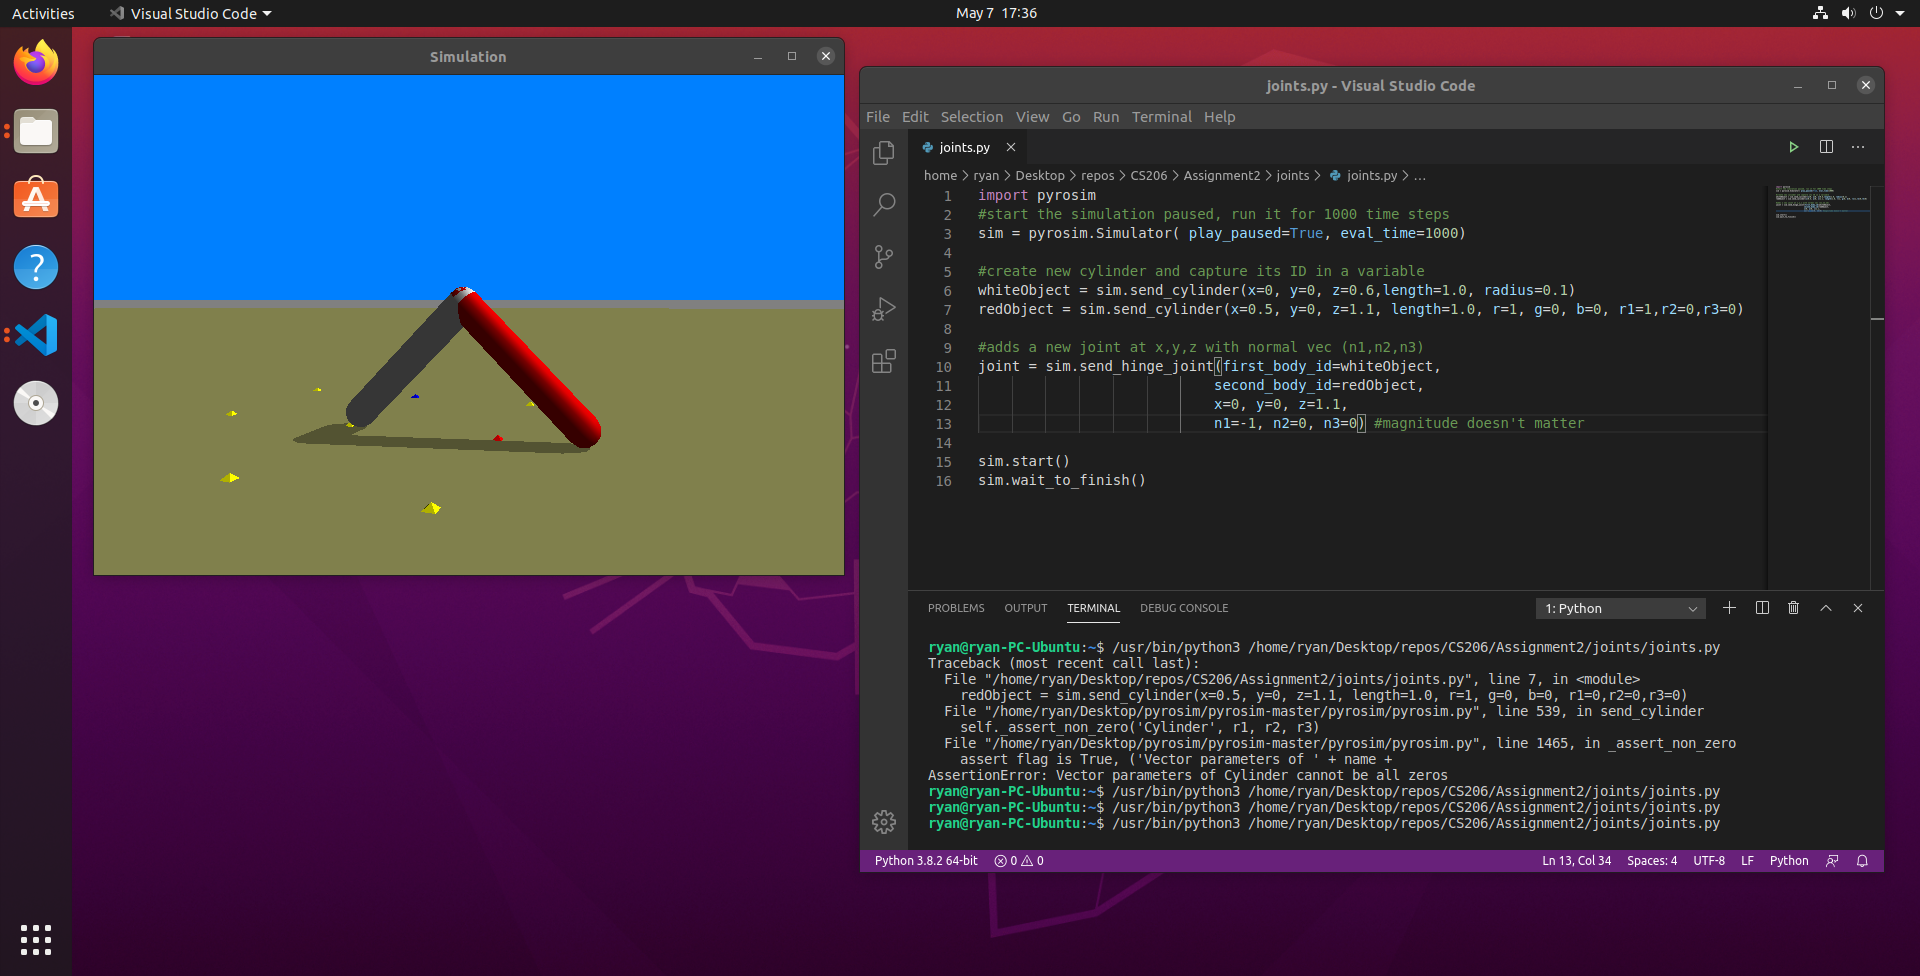 Activities
Visual Studio Code
May 7 17:36
Simulation
joints.py - Visual Studio Code
File Edit Selection View Go Run Terminal Help
joints.py
home > ryan > Desktop > repos > CS206 > Assignment2 > joints > joints.py > ...
1 import pyrosim
2 #start the simulation paused, run it for 1000 time steps
3 sim = pyrosim.Simulator( play_paused=True, eval_time=1000)
4
5 #create new cylinder and capture its ID in a variable
6 whiteObject = sim.send_cylinder(x=0, y=0, z=0.6,length=1.0, radius=0.1)
7 redObject = sim.send_cylinder(x=0.5, y=0, z=1.1, length=1.0, r=1, g=0, b=0, r1=1,r2=0,r3=0)
8
9 #adds a new joint at x,y,z with normal vec (n1,n2,n3)
10 joint = sim.send_hinge_joint(first_body_id=whiteObject,
11 second_body_id=redObject,
12 x=0, y=0, z=1.1,
13 n1=-1, n2=0, n3=0) #magnitude doesn't matter
14
15 sim.start()
16 sim.wait_to_finish()
PROBLEMS OUTPUT TERMINAL DEBUG CONSOLE
1: Python
ryan@ryan-PC-Ubuntu:~$ /usr/bin/python3 /home/ryan/Desktop/repos/CS206/Assignment2/joints/joints.py
Traceback (most recent call last):
File "/home/ryan/Desktop/repos/CS206/Assignment2/joints/joints.py", line 7, in <module>
redObject = sim.send_cylinder(x=0.5, y=0, z=1.1, length=1.0, r=1, g=0, b=0, r1=0,r2=0,r3=0)
File "/home/ryan/Desktop/pyrosim/pyrosim-master/pyrosim/pyrosim.py", line 539, in send_cylinder
self._assert_non_zero('Cylinder', r1, r2, r3)
File "/home/ryan/Desktop/pyrosim/pyrosim-master/pyrosim/pyrosim.py", line 1465, in _assert_non_zero
assert flag is True, ('Vector parameters of ' + name +
AssertionError: Vector parameters of Cylinder cannot be all zeros
ryan@ryan-PC-Ubuntu:~$ /usr/bin/python3 /home/ryan/Desktop/repos/CS206/Assignment2/joints/joints.py
ryan@ryan-PC-Ubuntu:~$ /usr/bin/python3 /home/ryan/Desktop/repos/CS206/Assignment2/joints/joints.py
ryan@ryan-PC-Ubuntu:~$ /usr/bin/python3 /home/ryan/Desktop/repos/CS206/Assignment2/joints/joints.py
Python 3.8.2 64-bit 0 0 Ln 13, Col 34 Spaces: 4 UTF-8 LF Python